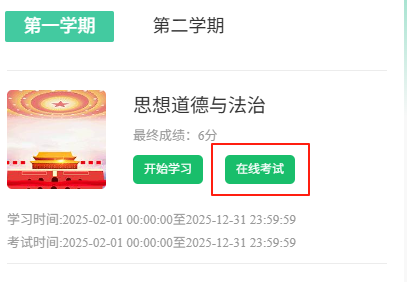 第一学期 第二学期
思想道德与法治
最终成绩：6分
开始学习 在线考试
学习时间:2025-02-01 00:00:00至2025-12-31 23:59:59
考试时间:2025-02-01 00:00:00至2025-12-31 23:59:59